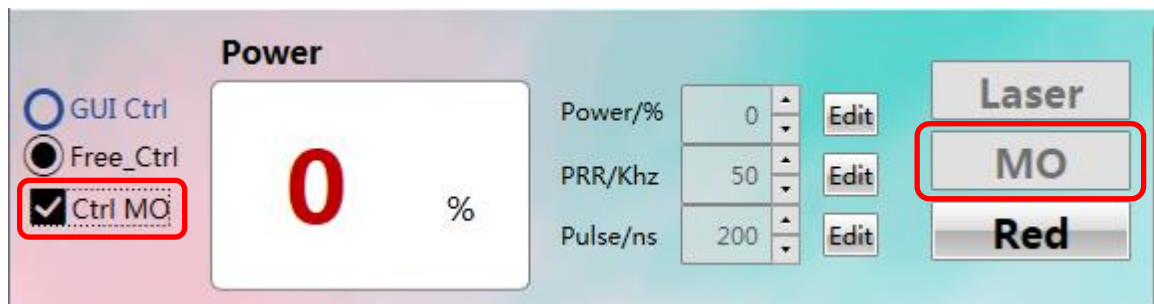 Power
GUI Ctrl
Free_Ctrl
Ctrl MO
0 %
Power/% 0 Edit
PRR/Khz 50 Edit
Pulse/ns 200 Edit
Laser
MO
Red